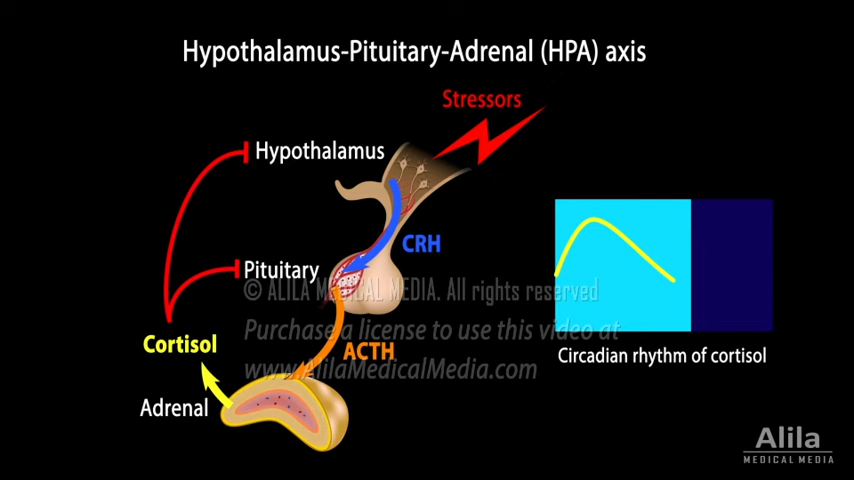 Hypothalamus-Pituitary-Adrenal (HPA) axis
Stressors
Hypothalamus
CRH
Pituitary
© ALILA MEDICAL MEDIA. All rights reserved
Purchase a license to use this video at
www.AlilaMedicalMedia.com
Cortisol
ACTH
Circadian rhythm of cortisol
Adrenal
Alila
MEDICAL MEDIA